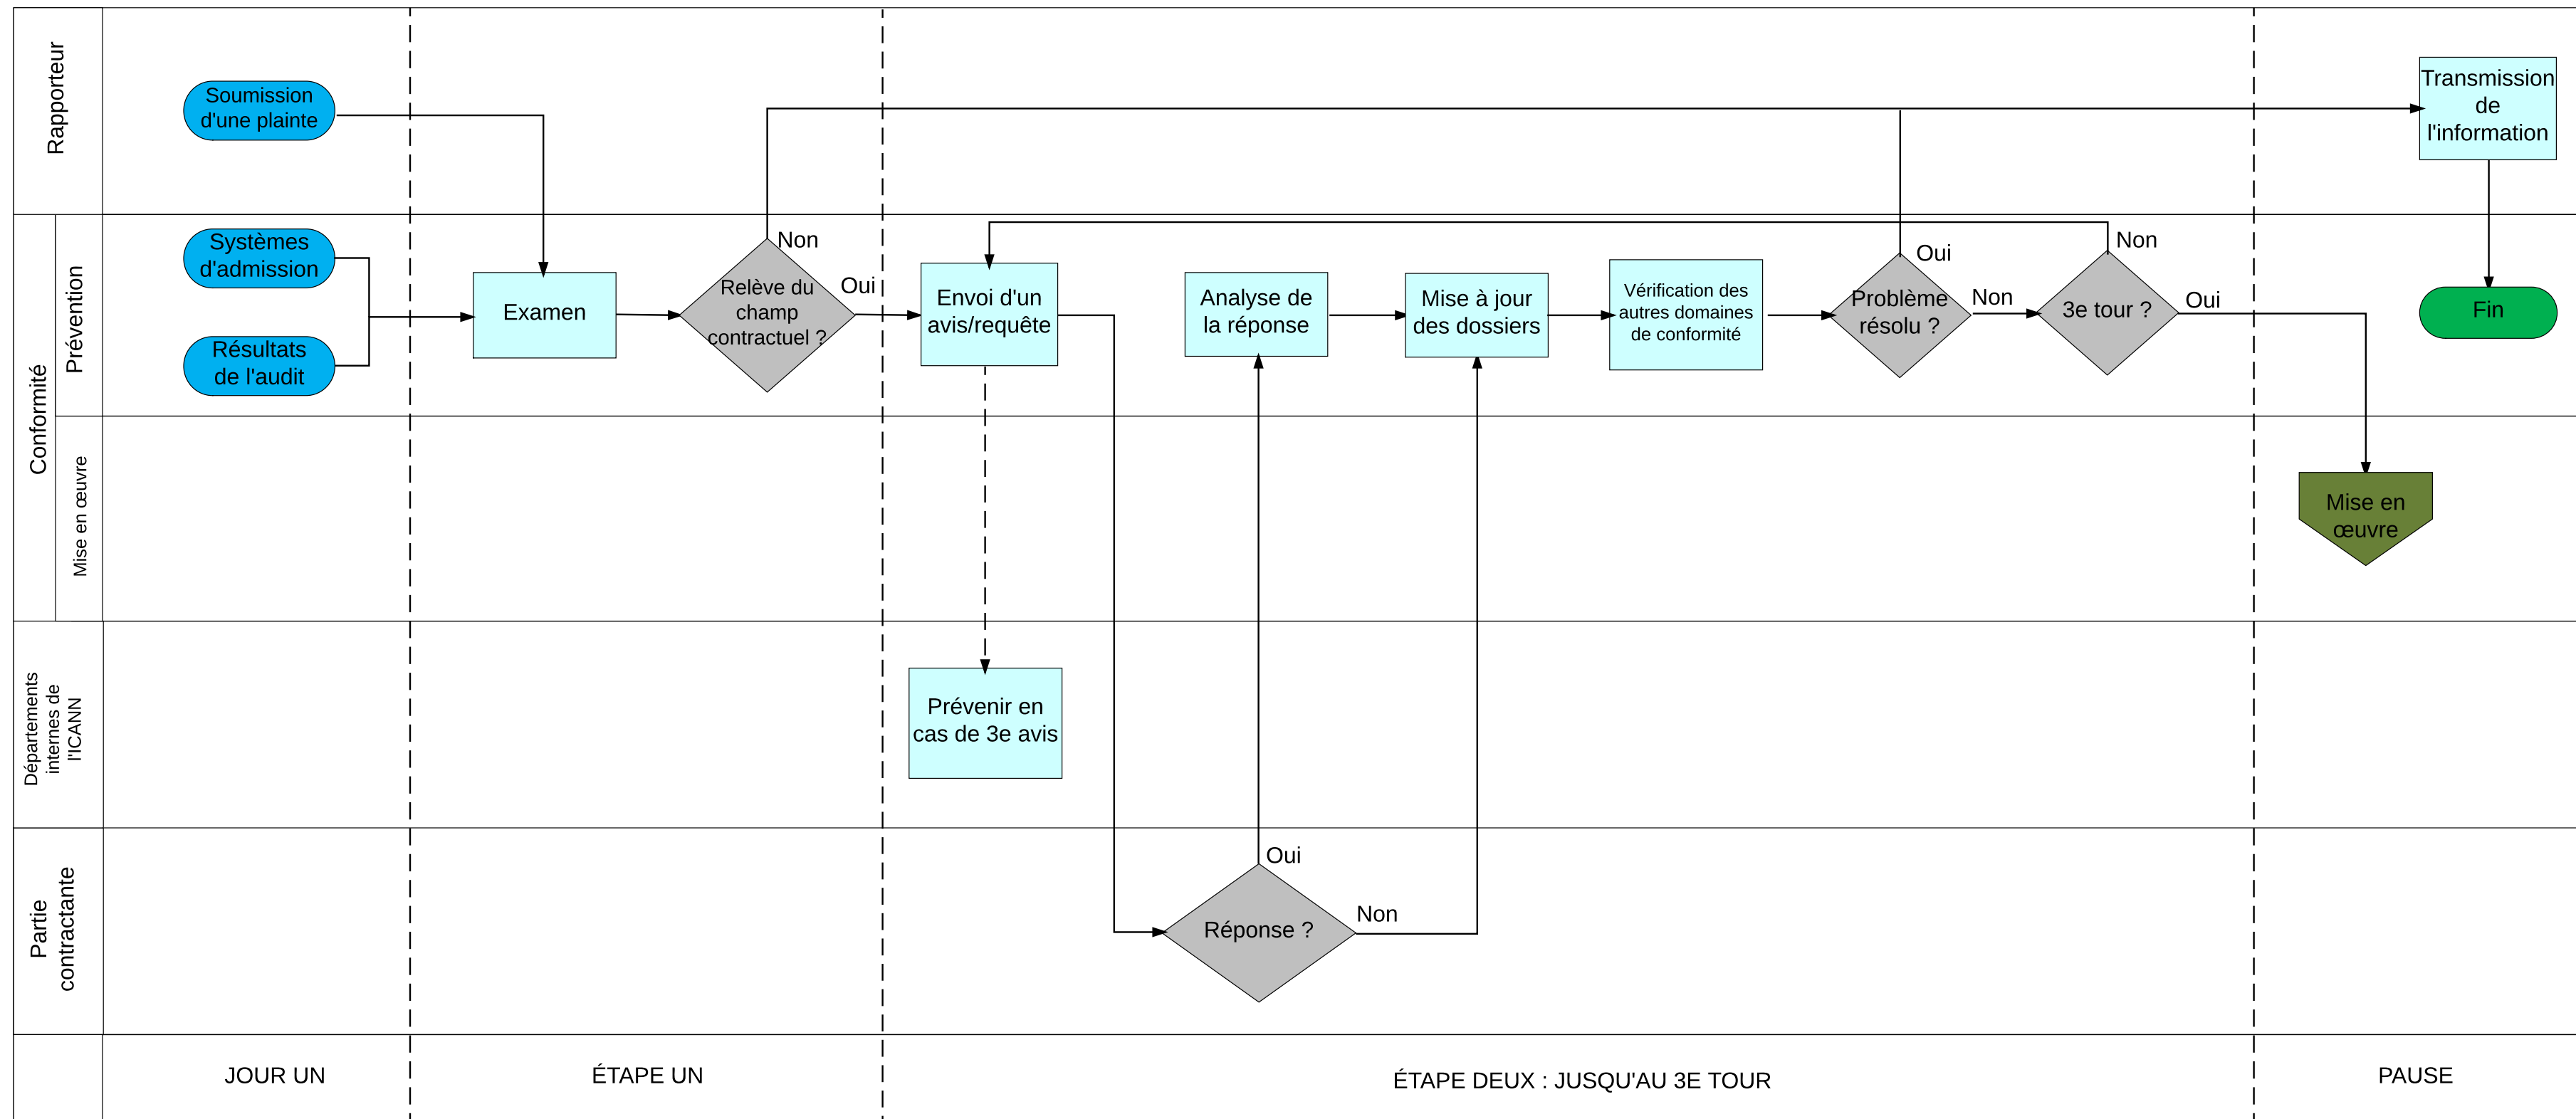 Rapporteur
Soumission
d'une plainte
Transmission
de
l'information
Conformité
Prévention
Systèmes
d'admission
Résultats
de l'audit
Examen
Relève du
champ
contractuel ?
Non
Oui
Envoi d'un
avis/requête
Analyse de
la réponse
Mise à jour
des dossiers
Vérification des
autres domaines
de conformité
Problème
résolu ?
Oui
Non
3e tour ?
Non
Oui
Fin
Mise en œuvre
Mise en
œuvre
Départements
internes de
l'ICANN
Prévenir en
cas de 3e avis
Partie
contractante
Réponse ?
Oui
Non
JOUR UN
ÉTAPE UN
ÉTAPE DEUX : JUSQU'AU 3E TOUR
PAUSE